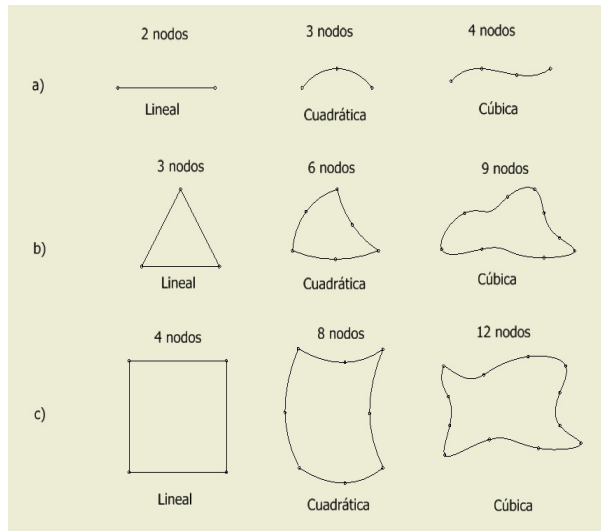 2 nodos
3 nodos
4 nodos
a)
Lineal
Cuadrática
Cúbica
3 nodos
6 nodos
9 nodos
b)
Lineal
Cuadrática
Cúbica
4 nodos
8 nodos
12 nodos
c)
Lineal
Cuadrática
Cúbica